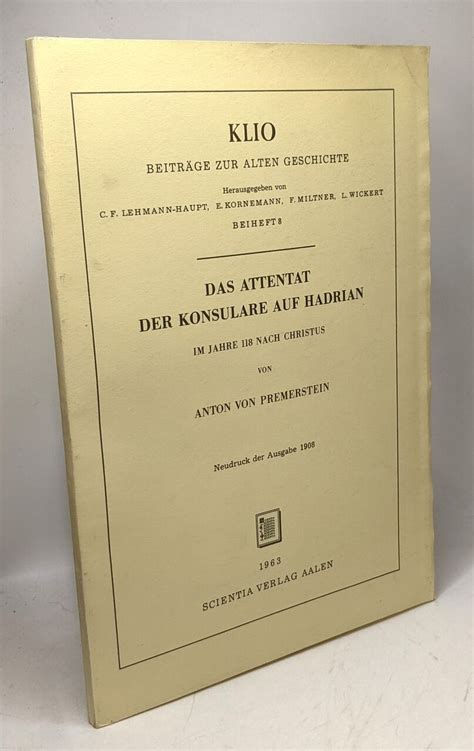 KLIO
BEITRÄGE ZUR ALTEN GESCHICHTE
Herausgegeben von
C. F. LEHMANN-HAUPT, E. KORNEMANN, F. MILTNER, L. WICKERT
BEIHEFT 8
DAS ATTENTAT
DER KONSULARE AUF HADRIAN
IM JAHRE 118 NACH CHRISTUS
VON
ANTON VON PREMERSTEIN
Neudruck der Ausgabe 1908
1963
SCIENTIA VERLAG AALEN